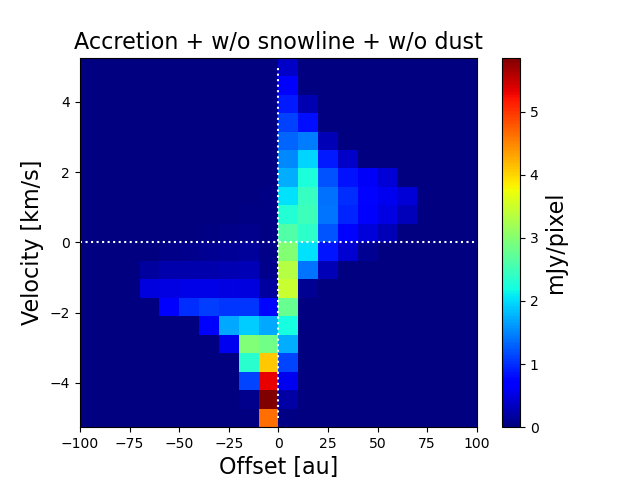 Accretion + w/o snowline + w/o dust
4
2
0
−2
−4
Velocity [km/s]
−100 −75 −50 −25 0 25 50 75 100
Offset [au]
5
4
3
2
1
0
mJy/pixel